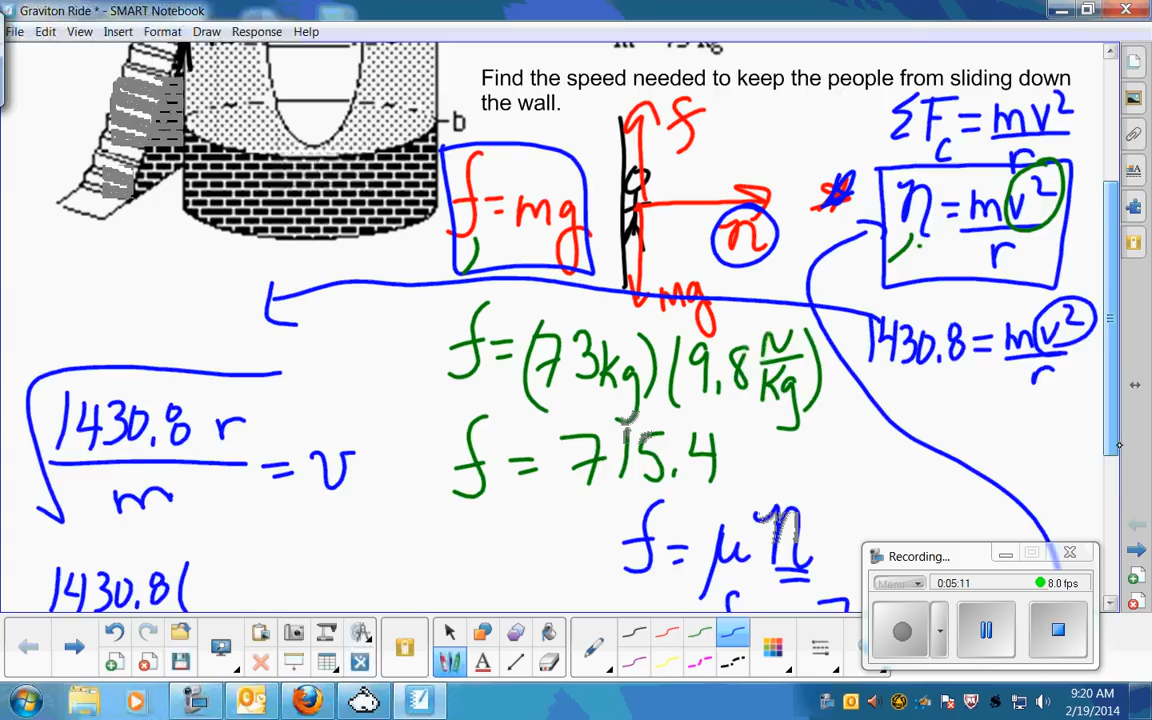 Graviton Ride * - SMART Notebook
File Edit View Insert Format Draw Response Help
Find the speed needed to keep the people from sliding down
the wall.
b
f
n
mg
f = mg
ΣFc = mv²/r
n = mv²/r
1430.8 = mv²/r
f = (73kg)(9.8 N/Kg)
f = 715.4
f = μn
√(1430.8 r/m) = v
1430.8(
Recording...
Menu
0:05:11
8.0 fps
9:20 AM
2/19/2014